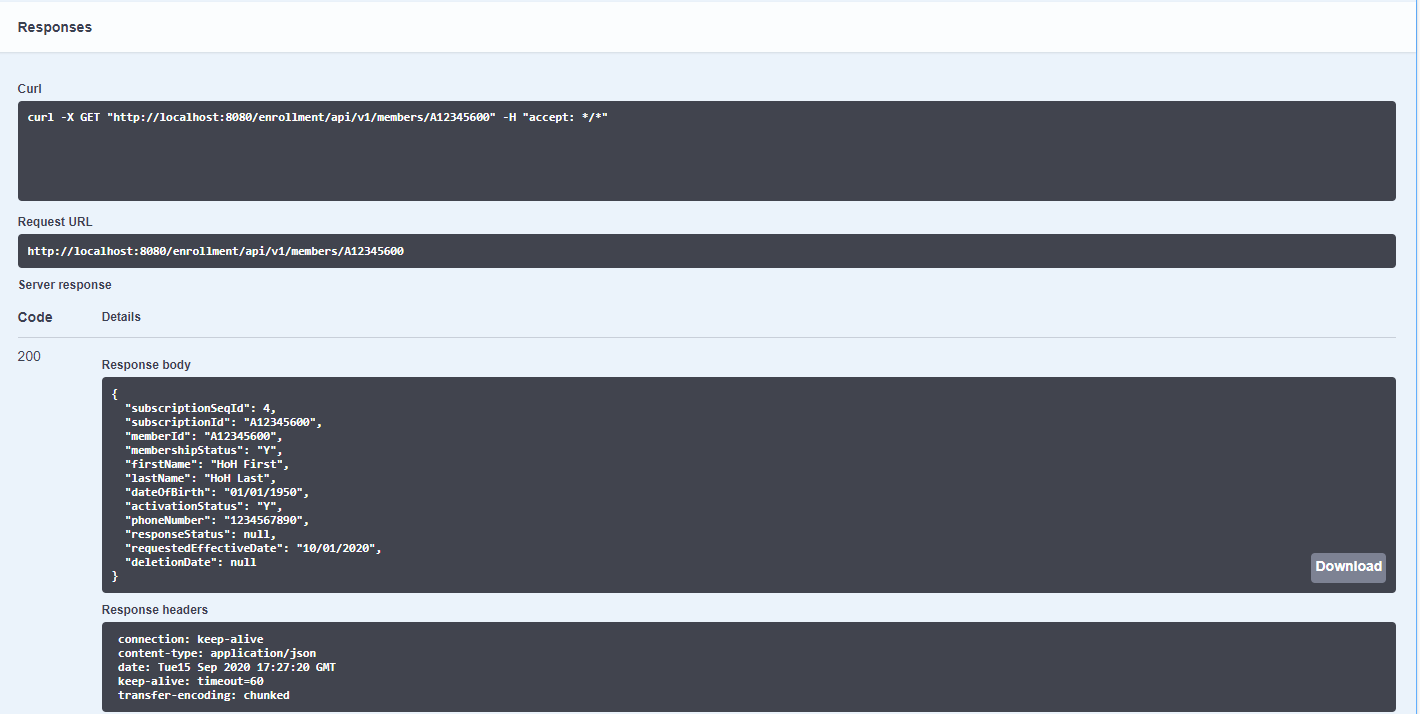 Responses
Curl
curl -X GET "http://localhost:8080/enrollment/api/v1/members/A12345600" -H "accept: */*"
Request URL
http://localhost:8080/enrollment/api/v1/members/A12345600
Server response
Code Details
200
Response body
{
"subscriptionSeqId": 4,
"subscriptionId": "A12345600",
"memberId": "A12345600",
"membershipStatus": "Y",
"firstName": "HoH First",
"lastName": "HoH Last",
"dateOfBirth": "01/01/1950",
"activationStatus": "Y",
"phoneNumber": "1234567890",
"responseStatus": null,
"requestedEffectiveDate": "10/01/2020",
"deletionDate": null
}
Download
Response headers
connection: keep-alive
content-type: application/json
date: Tue15 Sep 2020 17:27:20 GMT
keep-alive: timeout=60
transfer-encoding: chunked